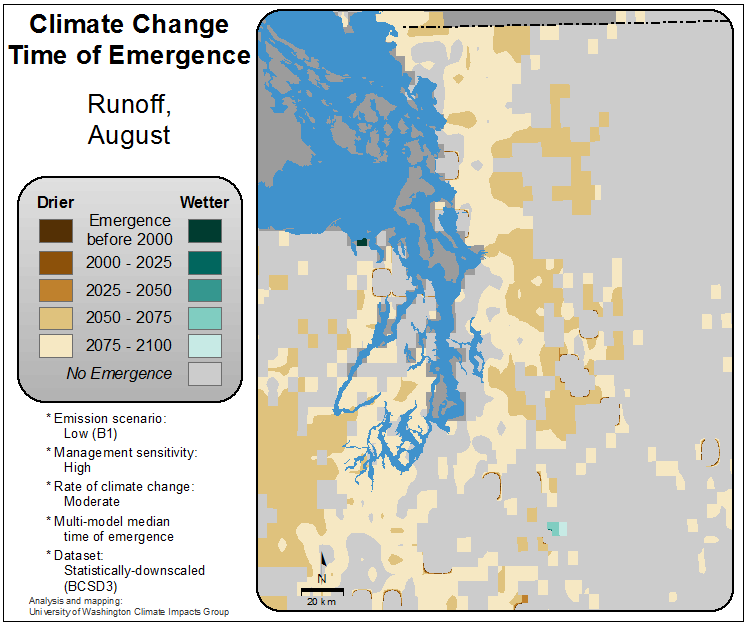 Climate Change
Time of Emergence
Runoff,
August
Drier Wetter
Emergence
before 2000
2000 - 2025
2025 - 2050
2050 - 2075
2075 - 2100
No Emergence
* Emission scenario:
Low (B1)
* Management sensitivity:
High
* Rate of climate change:
Moderate
* Multi-model median
time of emergence
* Dataset:
Statistically-downscaled
(BCSD3)
Analysis and mapping:
University of Washington Climate Impacts Group
N
20 km